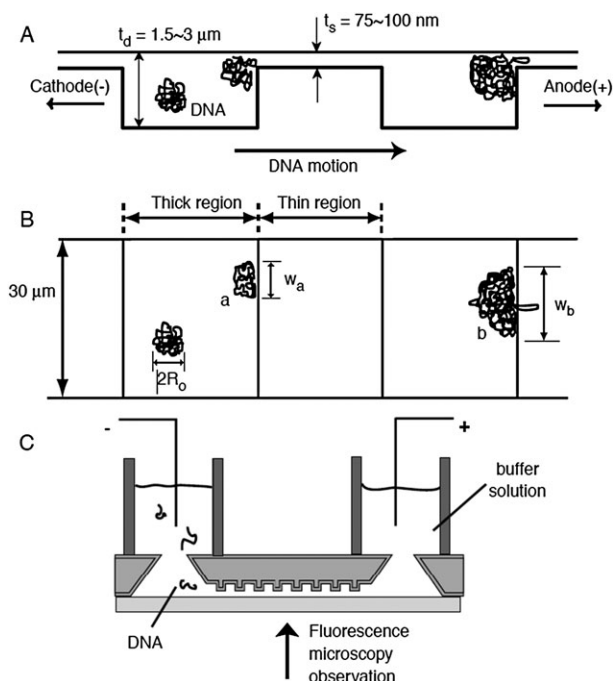 A
t_d = 1.5~3 µm
t_s = 75~100 nm
Cathode(-)
DNA
Anode(+)
DNA motion
B
Thick region
Thin region
30 µm
a
w_a
b
w_b
2R_o
C
-
+
buffer
solution
DNA
Fluorescence
microscopy
observation